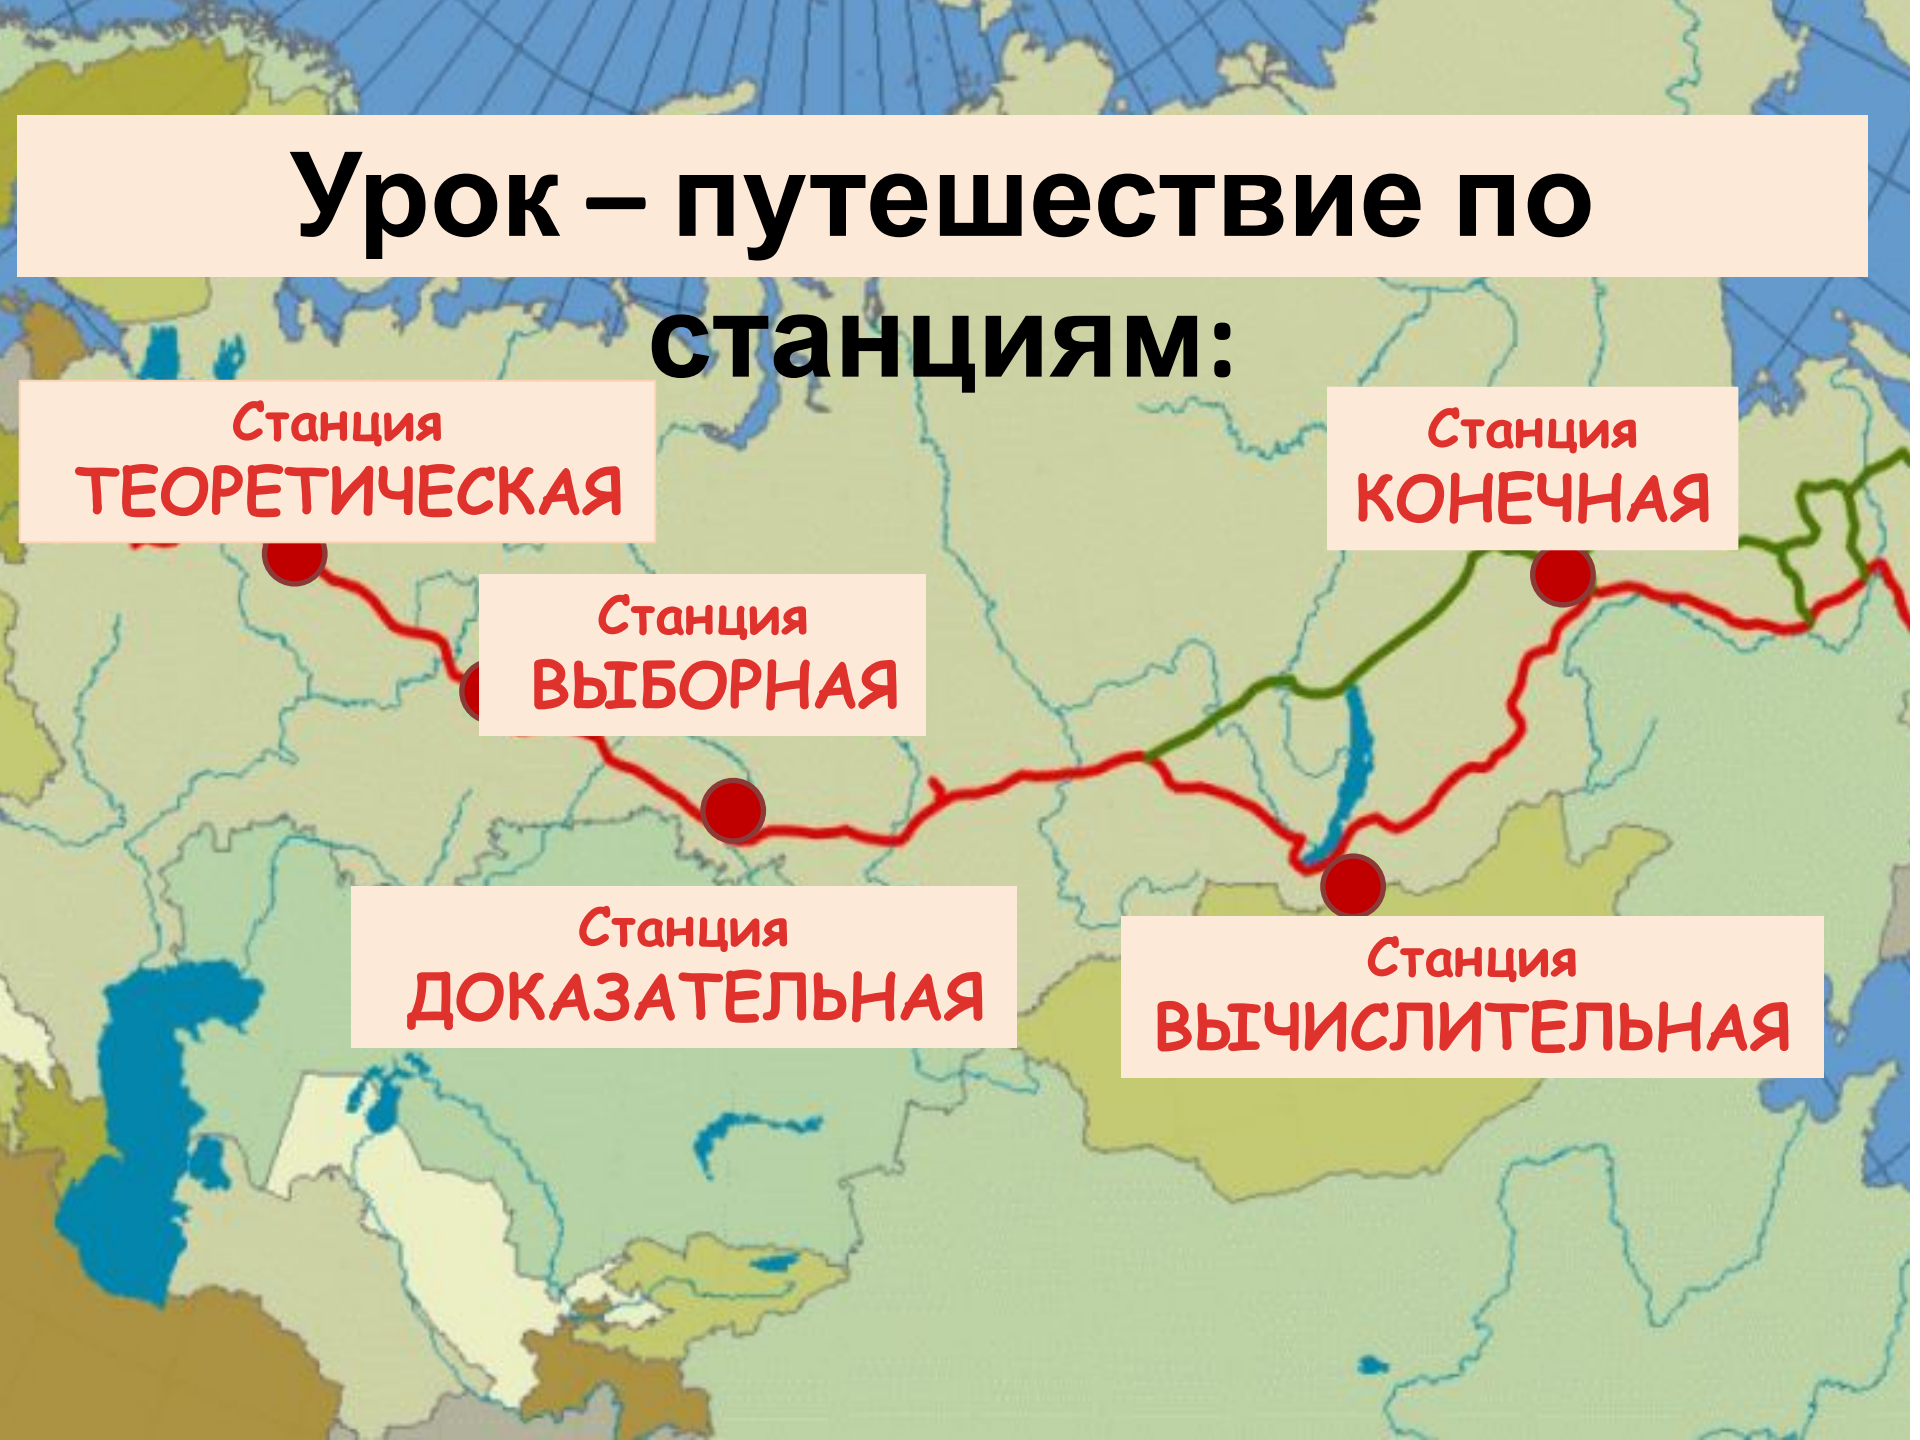 Урок – путешествие по
станциям:
Станция
ТЕОРЕТИЧЕСКАЯ
Станция
КОНЕЧНАЯ
Станция
ВЫБОРНАЯ
Станция
ДОКАЗАТЕЛЬНАЯ
Станция
ВЫЧИСЛИТЕЛЬНАЯ